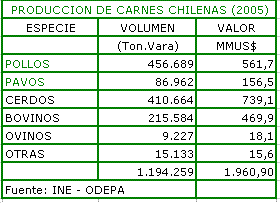 PRODUCCION DE CARNES CHILENAS (2005)
ESPECIE VOLUMEN VALOR
(Ton.Vara) MMUS$
POLLOS 456.689 561,7
PAVOS 86.962 156,5
CERDOS 410.664 739,1
BOVINOS 215.584 469,9
OVINOS 9.227 18,1
OTRAS 15.133 15,6
1.194.259 1.960,90
Fuente: INE - ODEPA